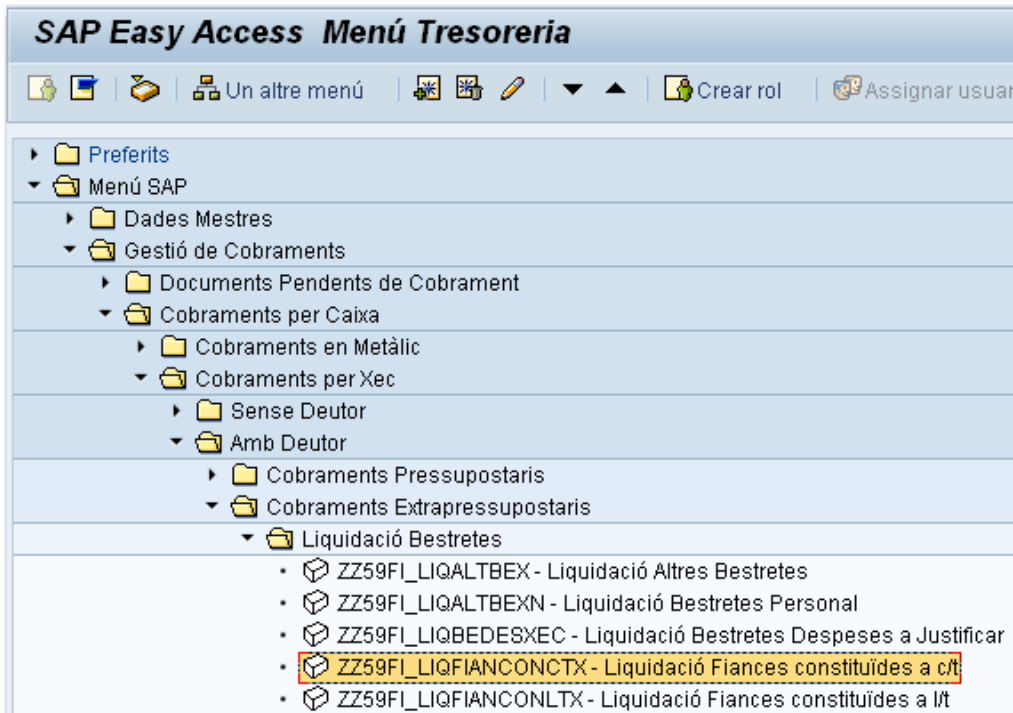 SAP Easy Access Menú Tresoreria
Un altre menú Crear rol Assignar usuar
Preferits
Menú SAP
Dades Mestres
Gestió de Cobraments
Documents Pendents de Cobrament
Cobraments per Caixa
Cobraments en Metàlic
Cobraments per Xec
Sense Deutor
Amb Deutor
Cobraments Pressupostaris
Cobraments Extrapressupostaris
Liquidació Bestretes
ZZ59FI_LIQALTBEX - Liquidació Altres Bestretes
ZZ59FI_LIQALTBEXN - Liquidació Bestretes Personal
ZZ59FI_LIQBEDESXEC - Liquidació Bestretes Despeses a Justificar
ZZ59FI_LIQFIANCONCTX - Liquidació Fiances constituïdes a c/t
ZZ59FI_LIQFIANCONLTX - Liquidació Fiances constituïdes a l/t